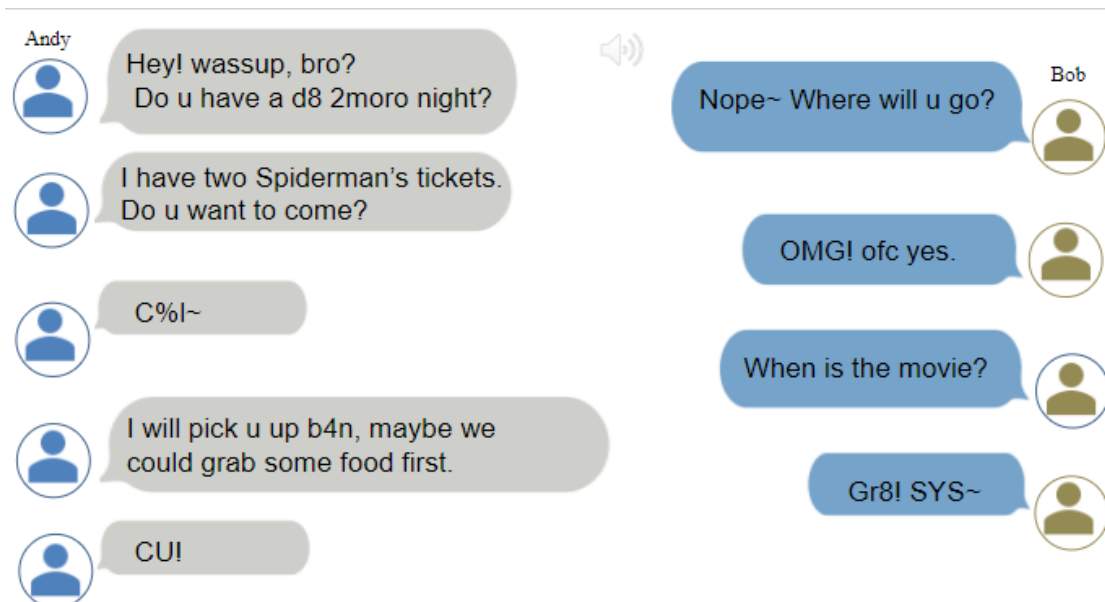 Andy
Hey! wassup, bro?
Do u have a d8 2moro night?
Bob
Nope~ Where will u go?
I have two Spiderman’s tickets.
Do u want to come?
OMG! ofc yes.
C%l~
When is the movie?
I will pick u up b4n, maybe we
could grab some food first.
Gr8! SYS~
CU!